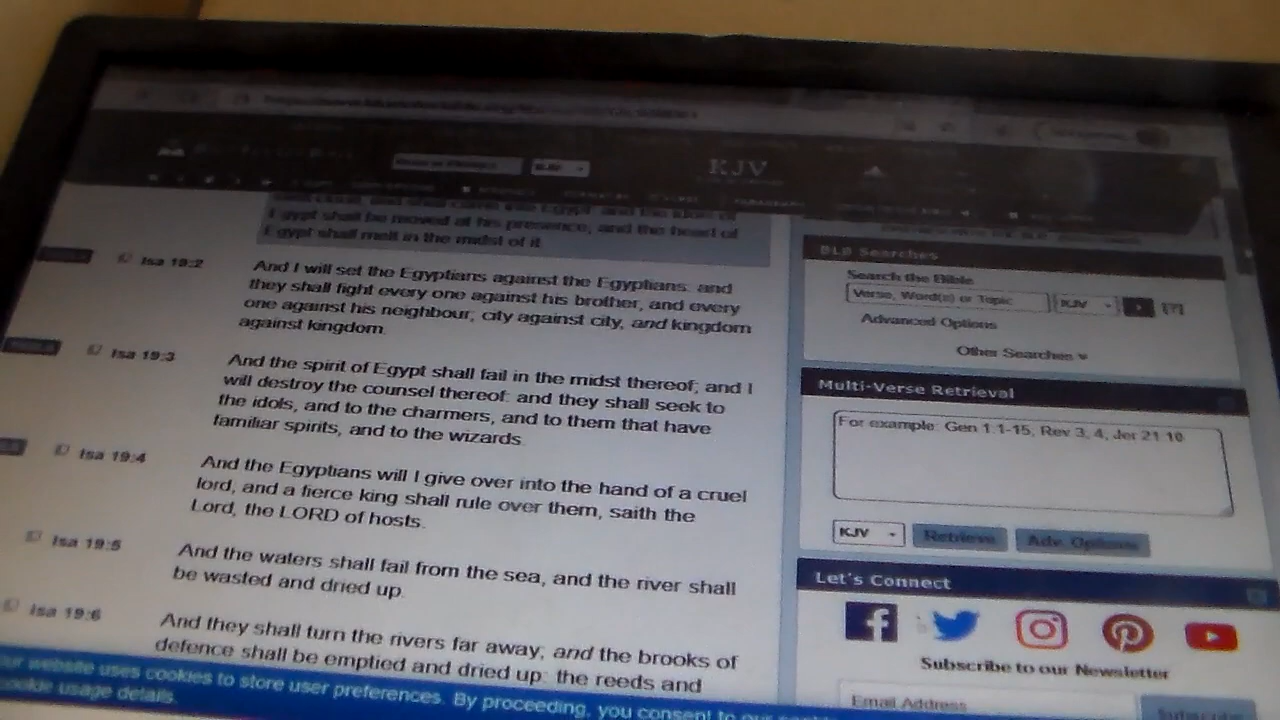 KJV
KJV
Egypt shall be moved at his presence, and the heart of
Egypt shall melt in the midst of it.
Isa 19:2
And I will set the Egyptians against the Egyptians: and
they shall fight every one against his brother, and every
one against his neighbour; city against city, and kingdom
against kingdom.
Isa 19:3
And the spirit of Egypt shall fail in the midst thereof; and I
will destroy the counsel thereof: and they shall seek to
the idols, and to the charmers, and to them that have
familiar spirits, and to the wizards.
Isa 19:4
And the Egyptians will I give over into the hand of a cruel
lord; and a fierce king shall rule over them, saith the
Lord, the LORD of hosts.
Isa 19:5
And the waters shall fail from the sea, and the river shall
be wasted and dried up.
Isa 19:6
And they shall turn the rivers far away; and the brooks of
defence shall be emptied and dried up: the reeds and
BLB Searches
Search the Bible
Verse, Word(s) or Topic
KJV
[?]
Advanced Options
Other Searches
Multi-Verse Retrieval
For example: Gen 1:1-15, Rev 3, 4, Jer 21:10
KJV
Retrieve
Adv. Options
Let's Connect
Subscribe to our Newsletter
Email Address
Subscribe
our website uses cookies to store user preferences. By proceeding, you consent to our
cookie usage details.